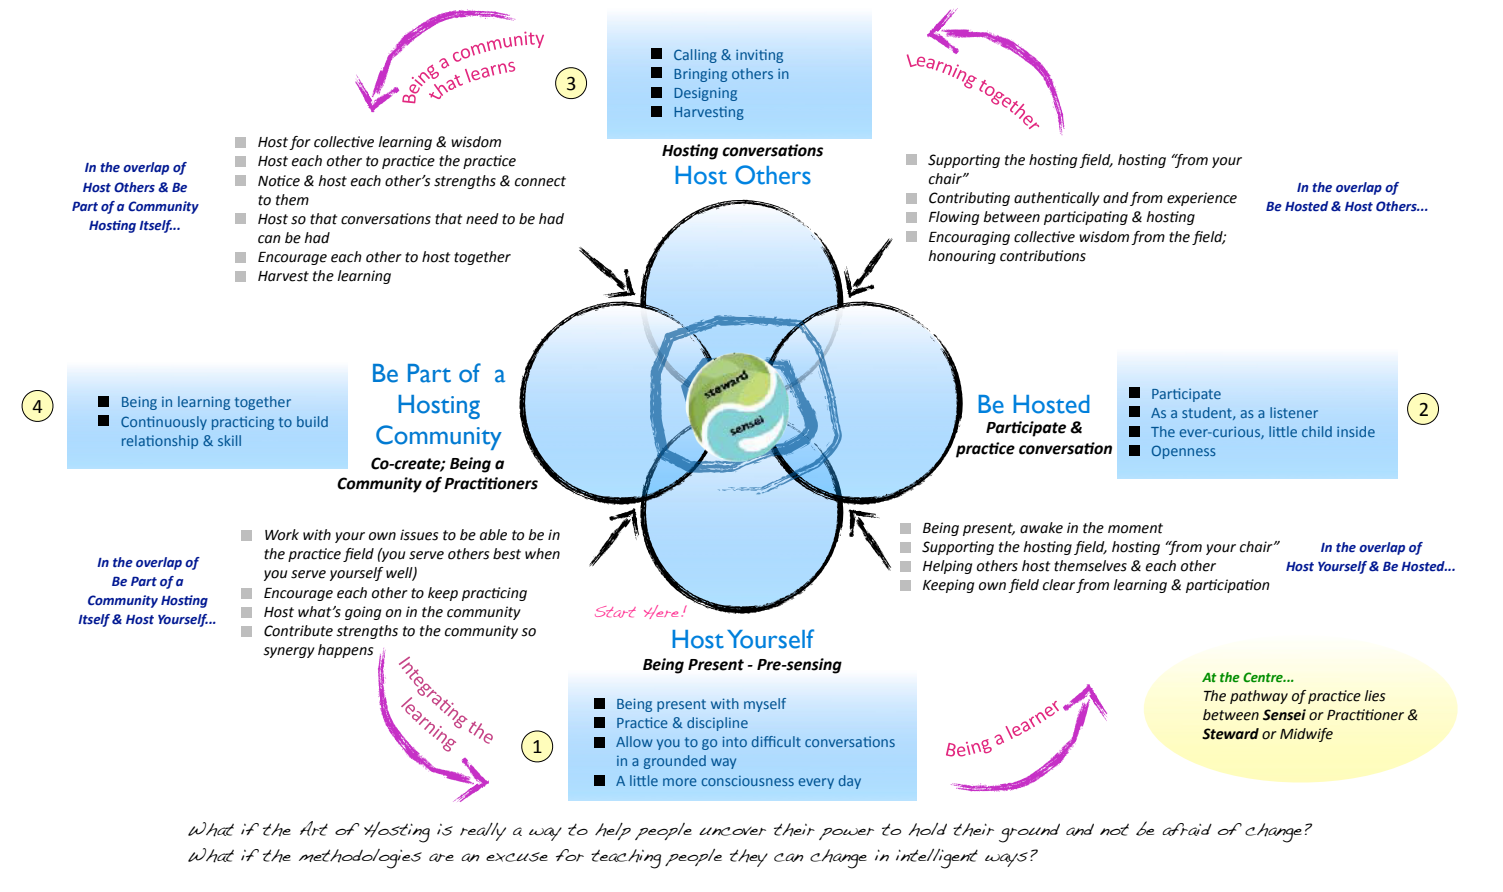 Being a community
that learns
3
Calling & inviting
Bringing others in
Designing
Harvesting
Hosting conversations
Host Others
Learning together
In the overlap of
Host Others & Be
Part of a Community
Hosting Itself...
Host for collective learning & wisdom
Host each other to practice the practice
Notice & host each other’s strengths & connect
to them
Host so that conversations that need to be had
can be had
Encourage each other to host together
Harvest the learning
Supporting the hosting field, hosting “from your
chair”
Contributing authentically and from experience
Flowing between participating & hosting
Encouraging collective wisdom from the field;
honouring contributions
In the overlap of
Be Hosted & Host Others...
4
Being in learning together
Continuously practicing to build
relationship & skill
Be Part of a
Hosting
Community
Co-create; Being a
Community of Practitioners
steward
sensei
Be Hosted
Participate &
practice conversation
Participate
As a student, as a listener
The ever-curious, little child inside
Openness
2
In the overlap of
Be Part of a
Community Hosting
Itself & Host Yourself...
Work with your own issues to be able to be in
the practice field (you serve others best when
you serve yourself well)
Encourage each other to keep practicing
Host what’s going on in the community
Contribute strengths to the community so
synergy happens
Being present, awake in the moment
Supporting the hosting field, hosting “from your chair”
Helping others host themselves & each other
Keeping own field clear from learning & participation
In the overlap of
Host Yourself & Be Hosted...
Start Here!
Host Yourself
Being Present - Pre-sensing
Integrating the
learning
1
Being present with myself
Practice & discipline
Allow you to go into difficult conversations
in a grounded way
A little more consciousness every day
Being a learner
At the Centre...
The pathway of practice lies
between Sensei or Practitioner &
Steward or Midwife
What if the Art of Hosting is really a way to help people uncover their power to hold their ground and not be afraid of change?
What if the methodologies are an excuse for teaching people they can change in intelligent ways?